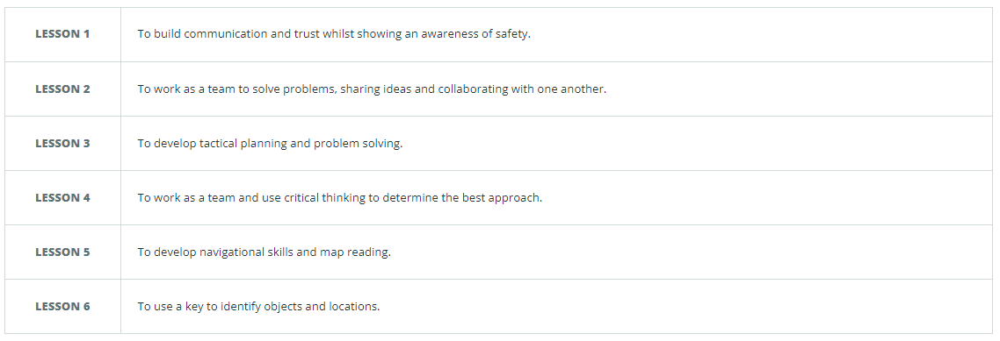 LESSON 1 To build communication and trust whilst showing an awareness of safety.
LESSON 2 To work as a team to solve problems, sharing ideas and collaborating with one another.
LESSON 3 To develop tactical planning and problem solving.
LESSON 4 To work as a team and use critical thinking to determine the best approach.
LESSON 5 To develop navigational skills and map reading.
LESSON 6 To use a key to identify objects and locations.